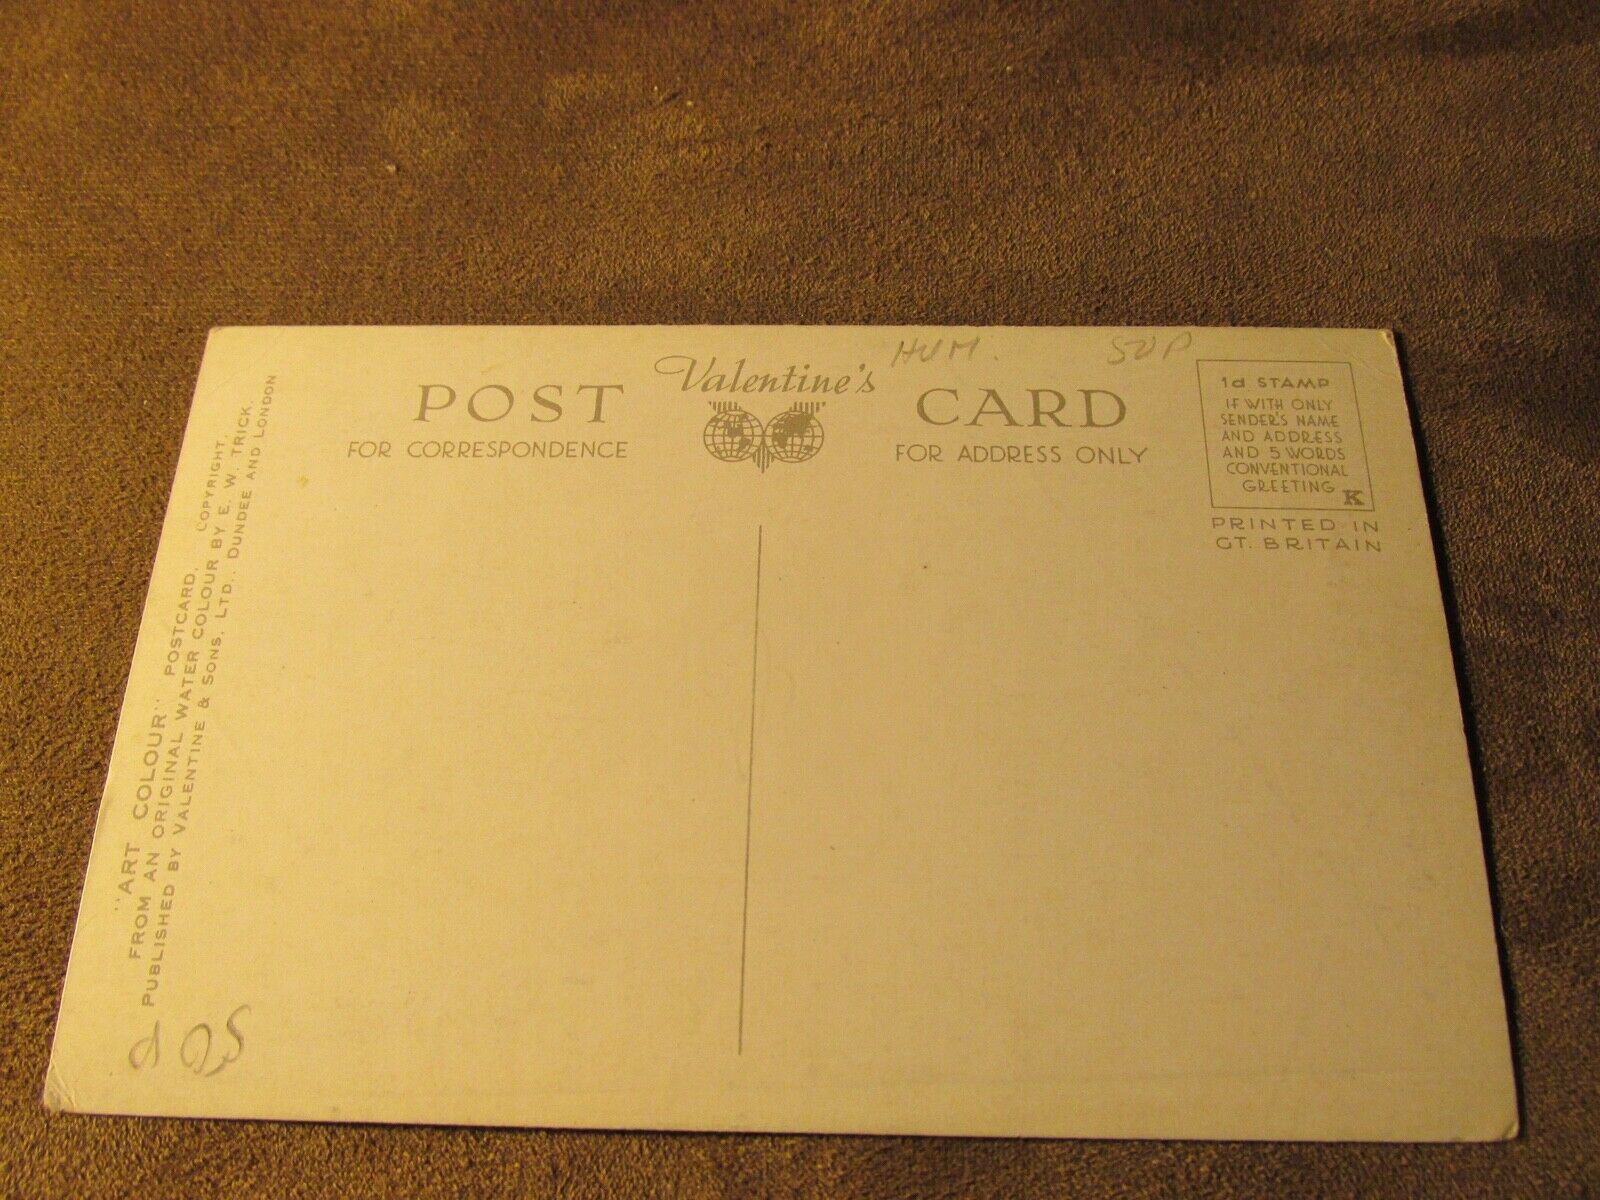 HUM.
50P
Valentine's
POST CARD
FOR CORRESPONDENCE
FOR ADDRESS ONLY
1d STAMP
IF WITH ONLY
SENDER'S NAME
AND ADDRESS
AND 5 WORDS
CONVENTIONAL
GREETING
K
PRINTED IN
GT. BRITAIN
"ART COLOUR" POSTCARD, COPYRIGHT,
FROM AN ORIGINAL WATER COLOUR BY E. W. TRICK.
PUBLISHED BY VALENTINE & SONS. LTD., DUNDEE AND LONDON
50P